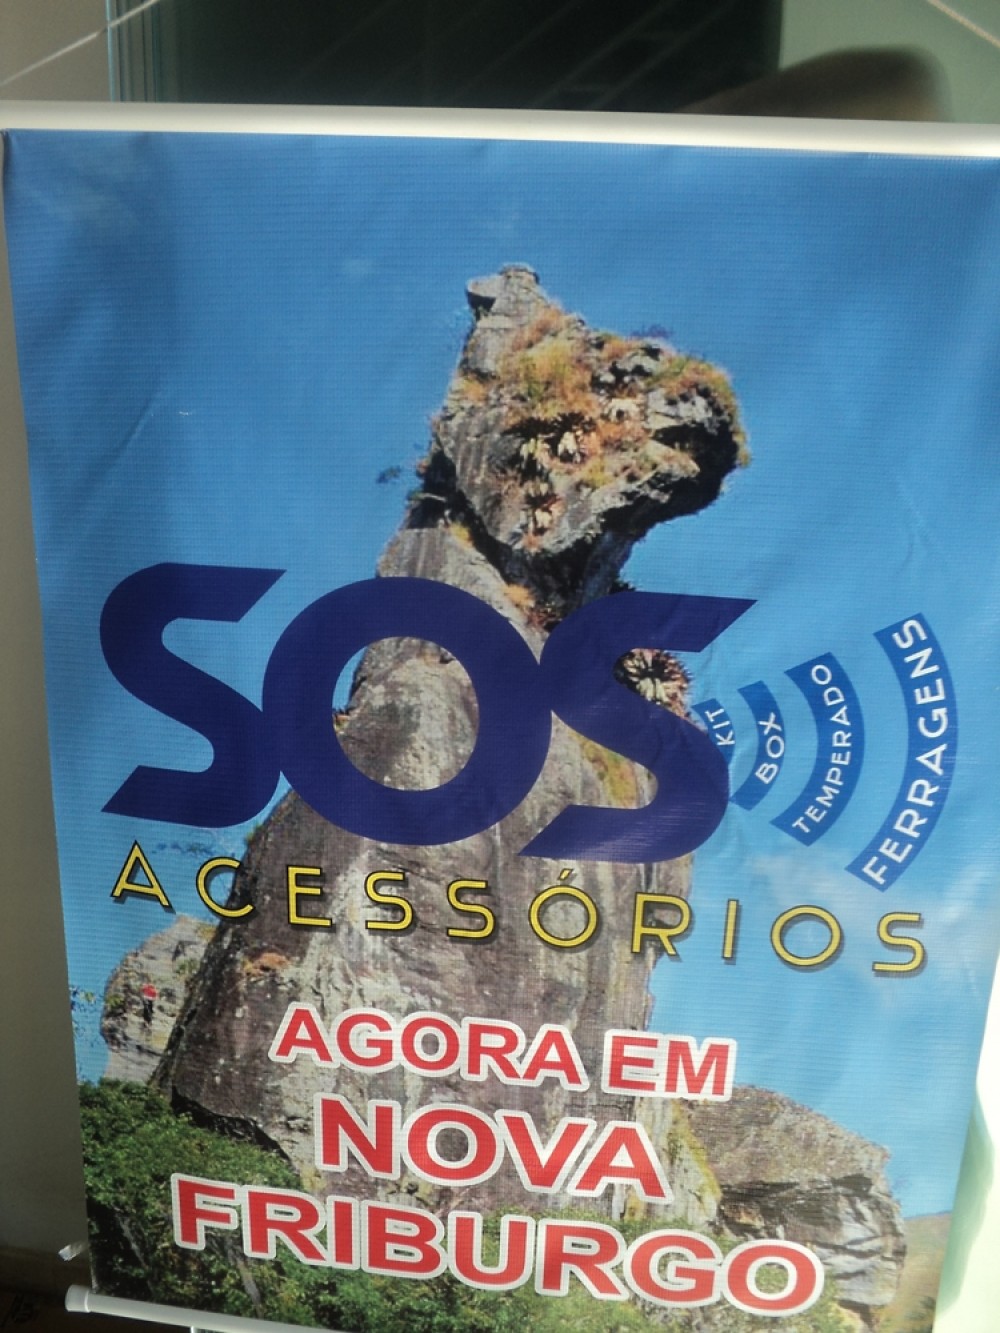 SOS
KIT
BOX
TEMPERADO
FERRAGENS
ACESSÓRIOS
AGORA EM
NOVA
FRIBURGO